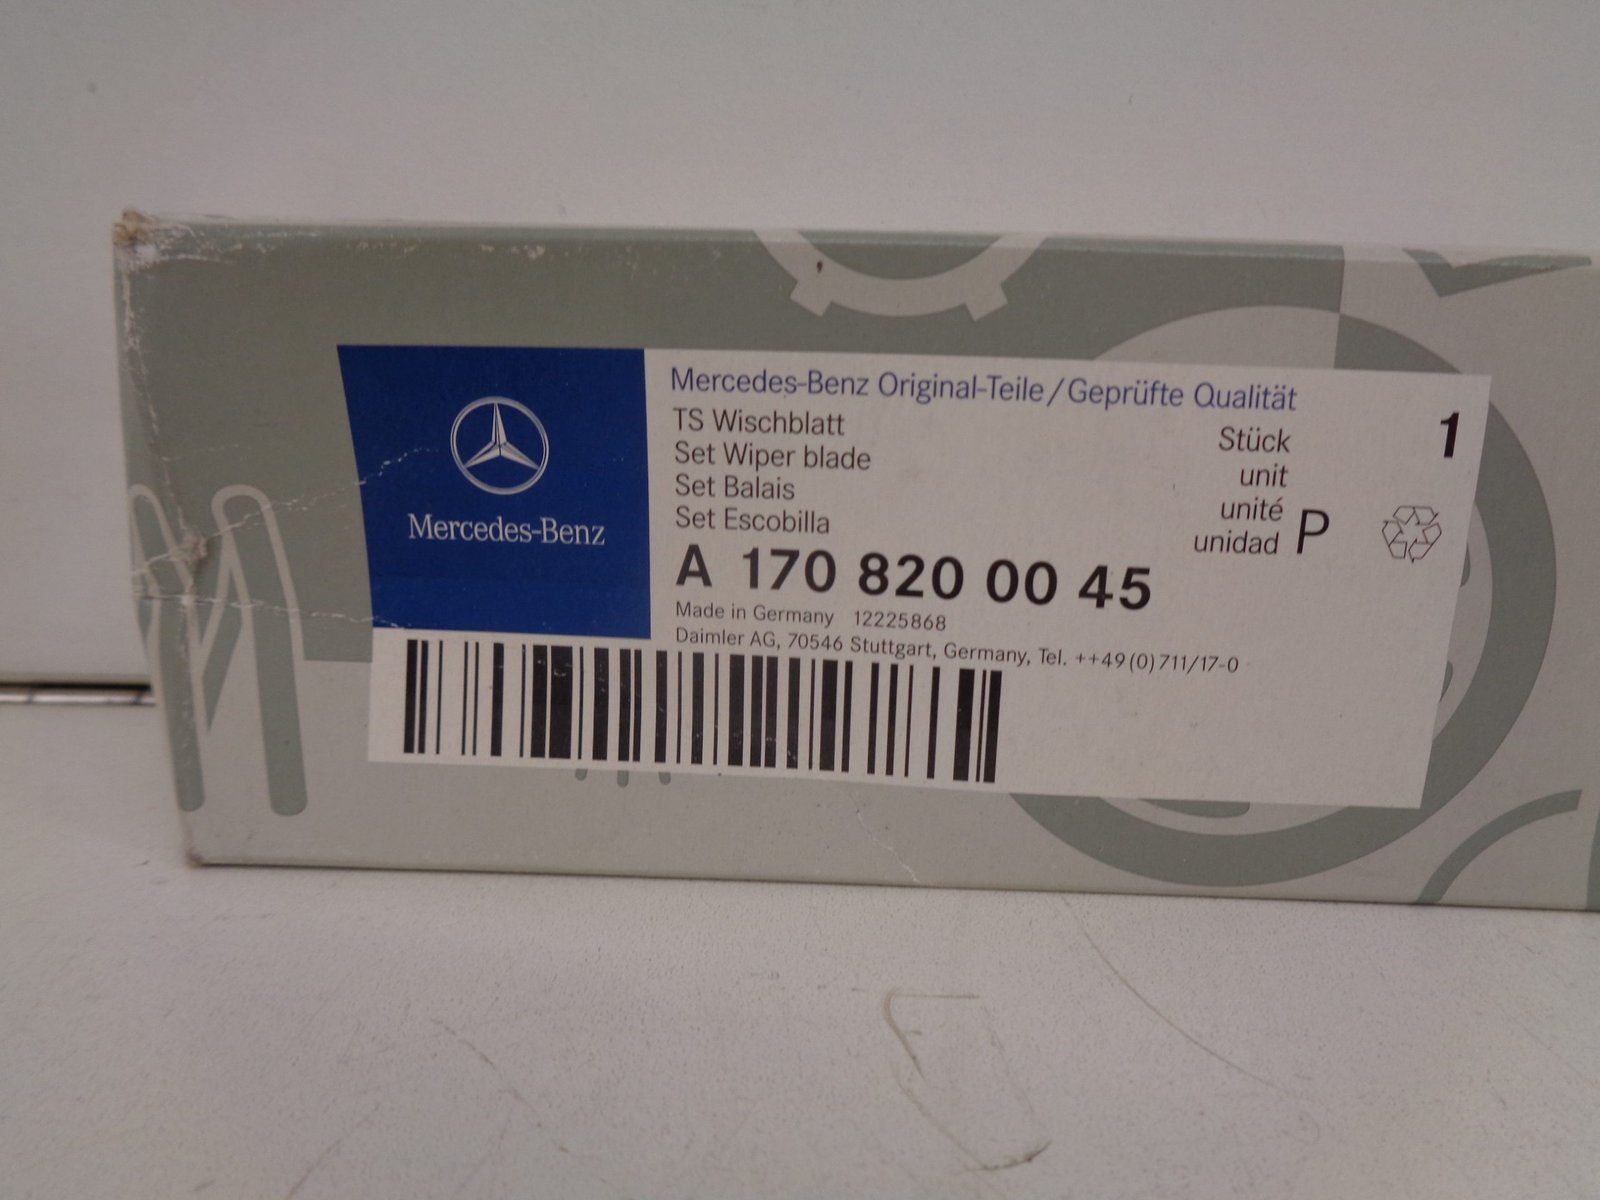 Mercedes-Benz
Mercedes-Benz Original-Teile/Geprüfte Qualität
TS Wischblatt
Set Wiper blade
Set Balais
Set Escobilla
Stück
unit
unité
unidad
P
1
A 170 820 00 45
Made in Germany 12225868
Daimler AG, 70546 Stuttgart, Germany, Tel. ++49(0)711/17-0